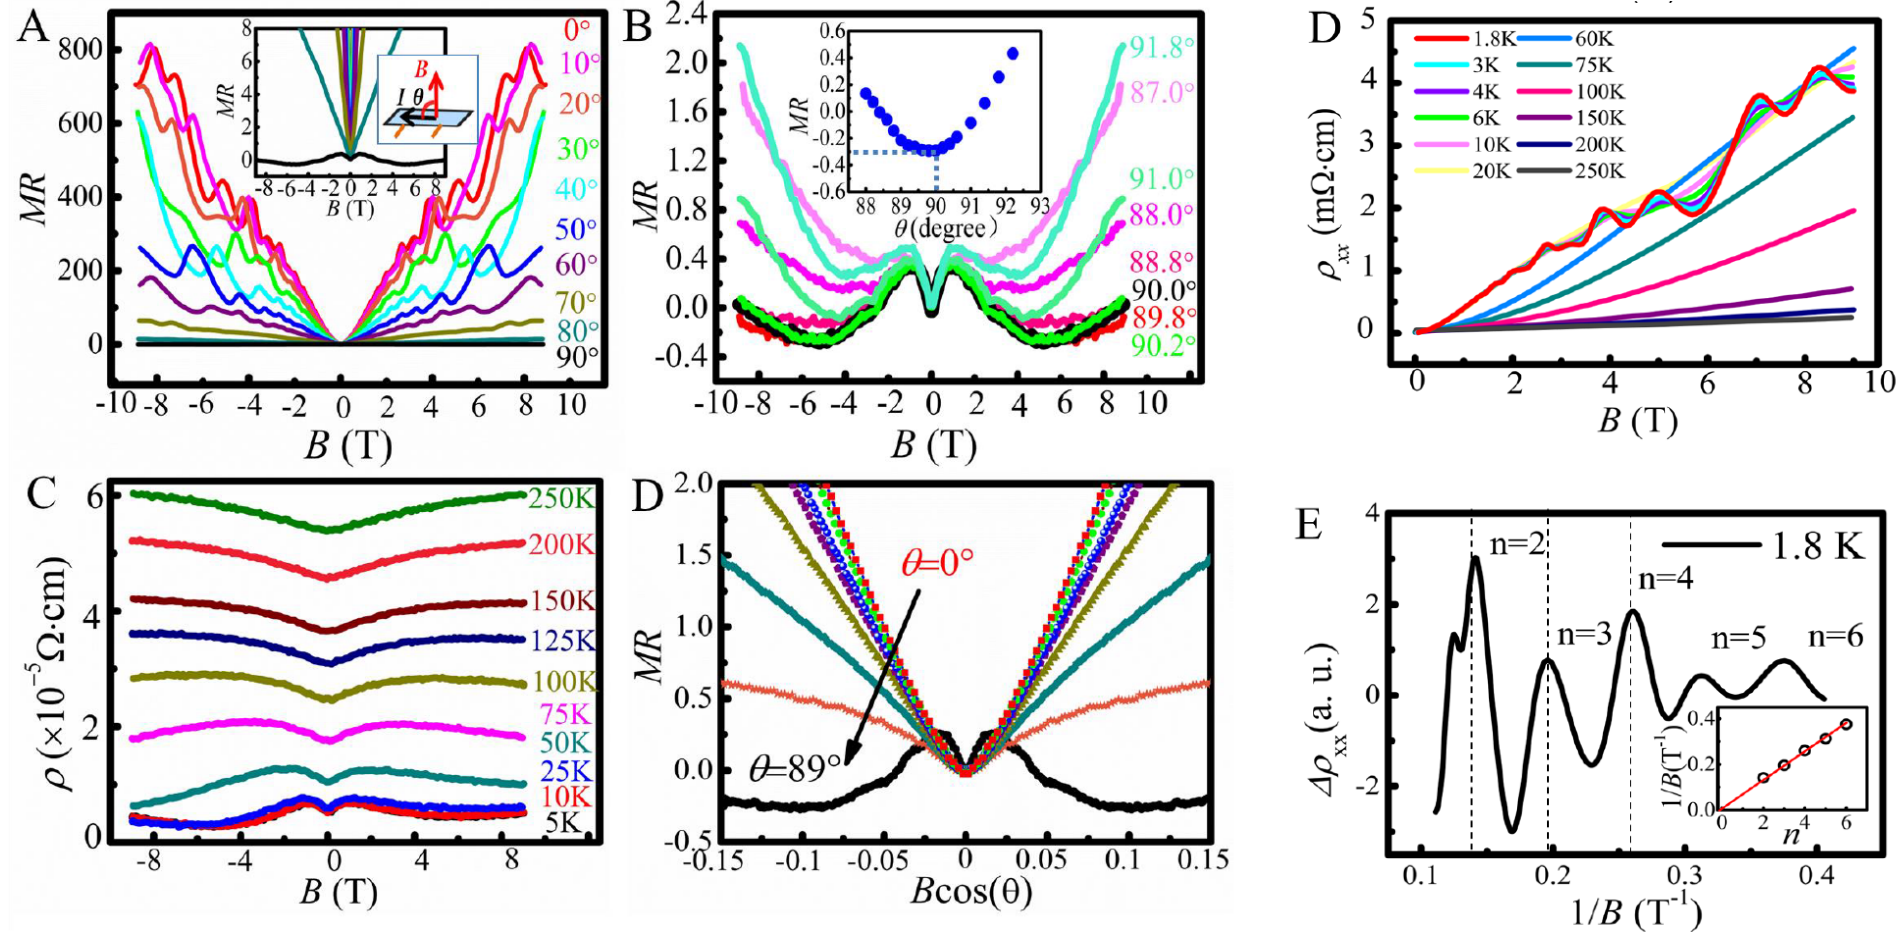 A
800
600
400
200
0
MR
-10 -8 -6 -4 -2 0 2 4 6 8 10
B (T)
0°
10°
20°
30°
40°
50°
60°
70°
80°
90°
8
6
4
2
0
MR
-8 -6 -4 -2 0 2 4 6 8
B (T)
B
I θ
B
2.4
2.0
1.6
1.2
0.8
0.4
0.0
-0.4
MR
-10 -8 -6 -4 -2 0 2 4 6 8 10
B (T)
91.8°
87.0°
91.0°
88.0°
88.8°
90.0°
89.8°
90.2°
0.6
0.4
0.2
0.0
-0.2
-0.4
-0.6
MR
88 89 90 91 92 93
θ (degree)
D
5
4
3
2
1
0
ρxx (mΩ·cm)
0 2 4 6 8 10
B (T)
1.8K 60K
3K 75K
4K 100K
6K 150K
10K 200K
20K 250K
C
6
4
2
0
ρ (×10⁻⁵Ω·cm)
-8 -4 0 4 8
B (T)
250K
200K
150K
125K
100K
75K
50K
25K
10K
5K
D
2.0
1.5
1.0
0.5
0.0
-0.5
MR
-0.15 -0.1 -0.05 0 0.05 0.1 0.15
Bcos(θ)
θ=0°
θ=89°
E
4
2
0
-2
Δρxx(a. u.)
0.1 0.2 0.3 0.4
1/B (T⁻¹)
1.8 K
n=2
n=3
n=4
n=5
n=6
0.4
0.2
0.0
1/B(T⁻¹)
0 2 4 6
n